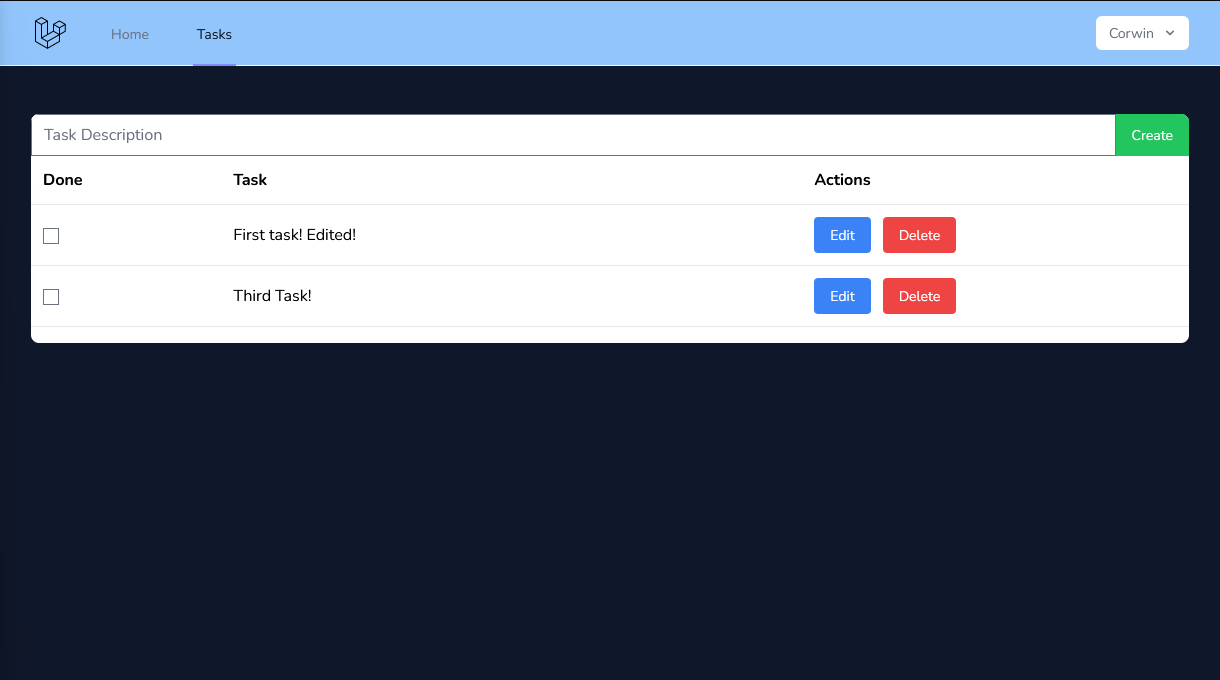 Home Tasks Corwin
Task Description Create
Done Task Actions
First task! Edited! Edit Delete
Third Task! Edit Delete